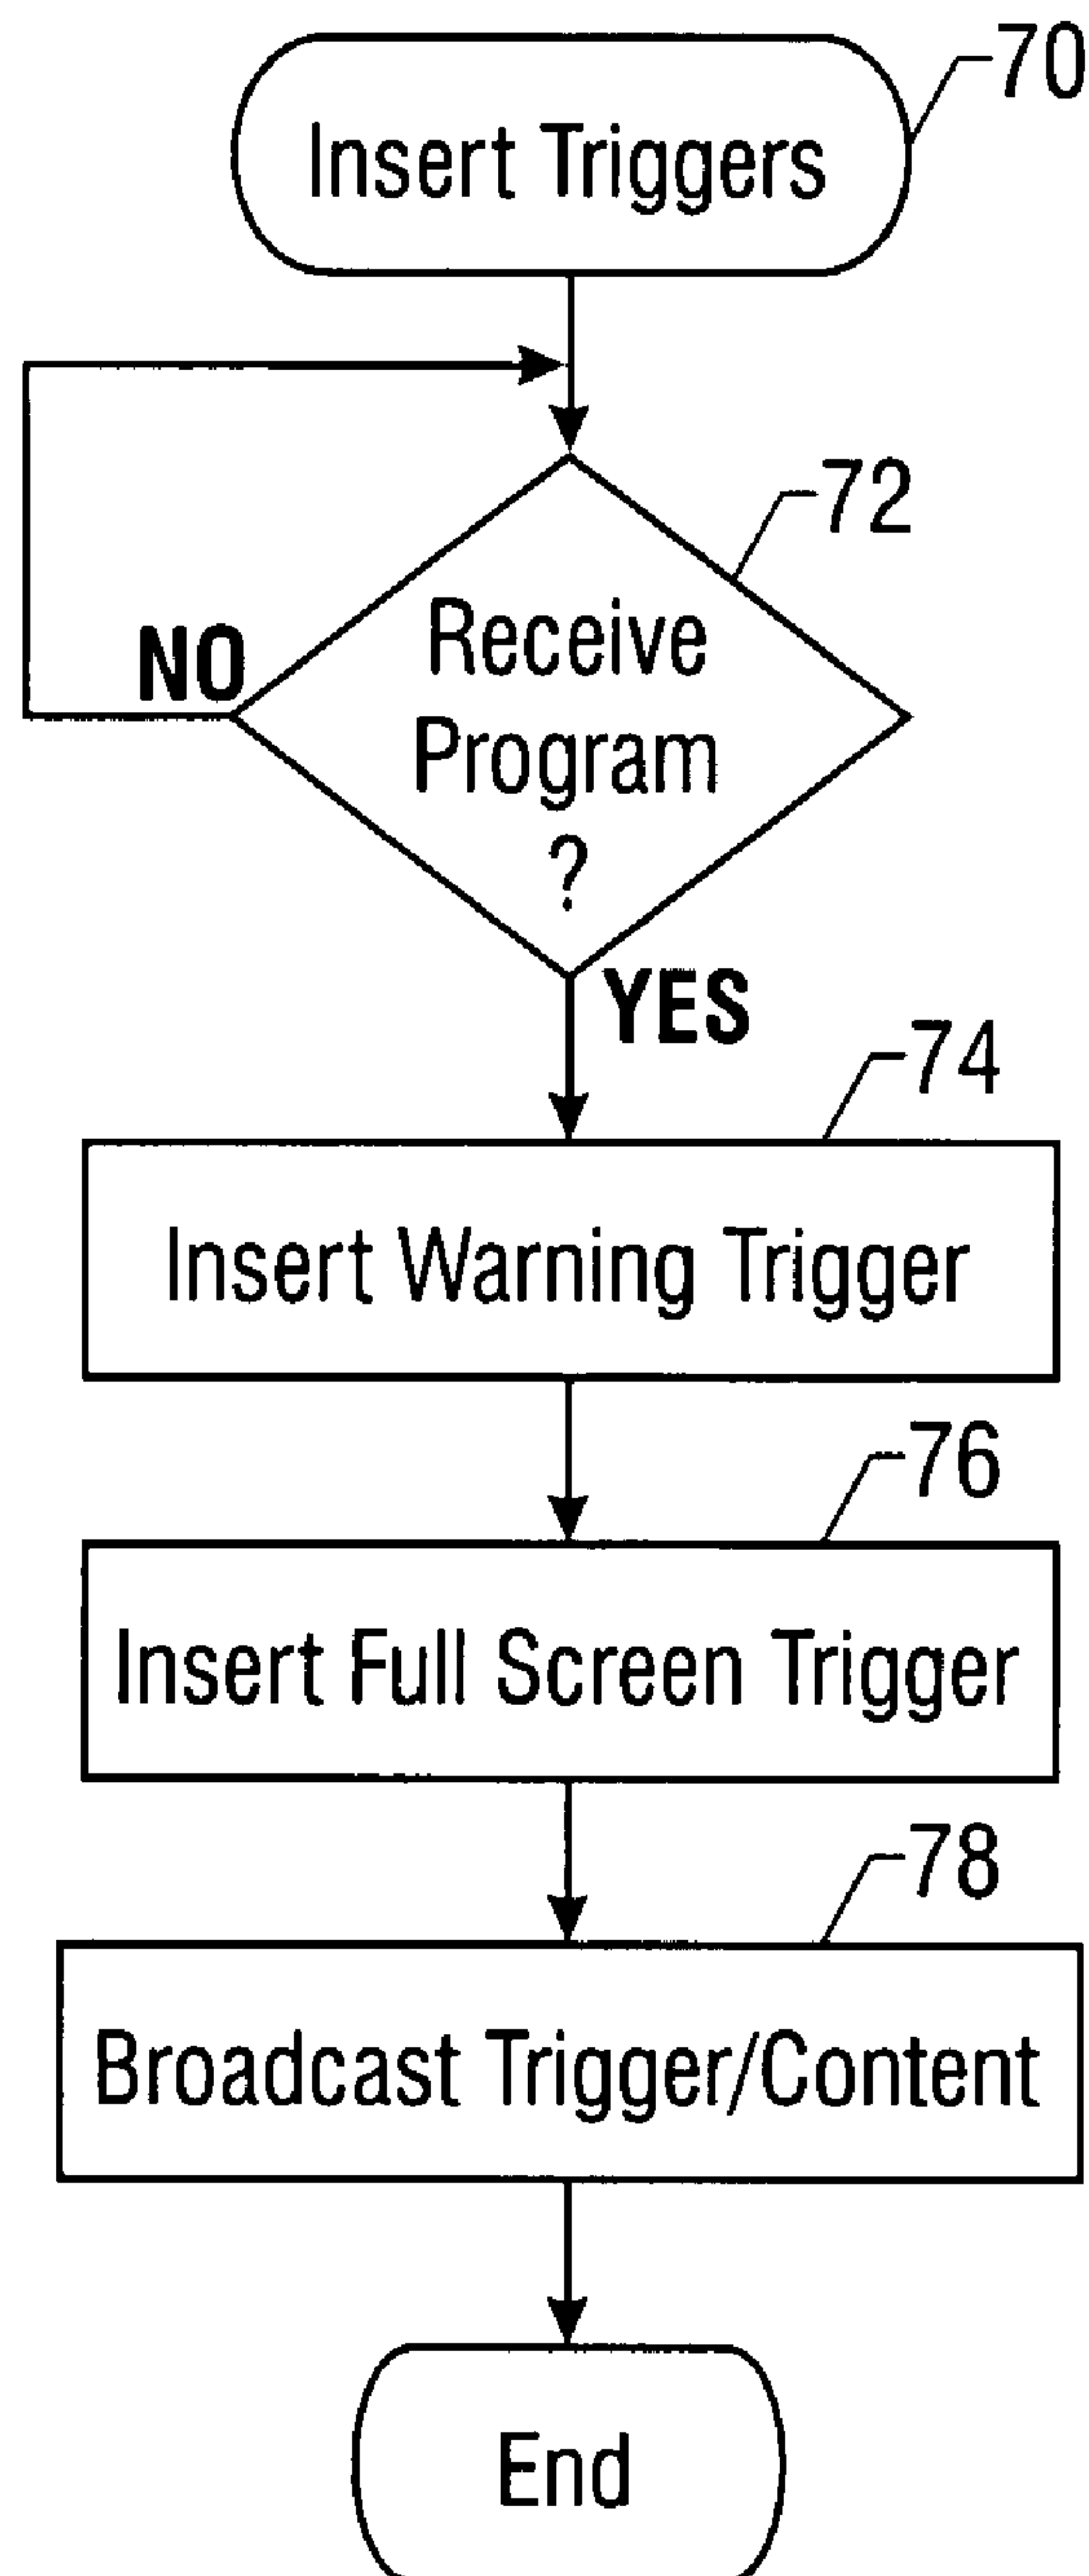 70
Insert Triggers
72
Receive
Program
?
NO
YES
74
Insert Warning Trigger
76
Insert Full Screen Trigger
78
Broadcast Trigger/Content
End